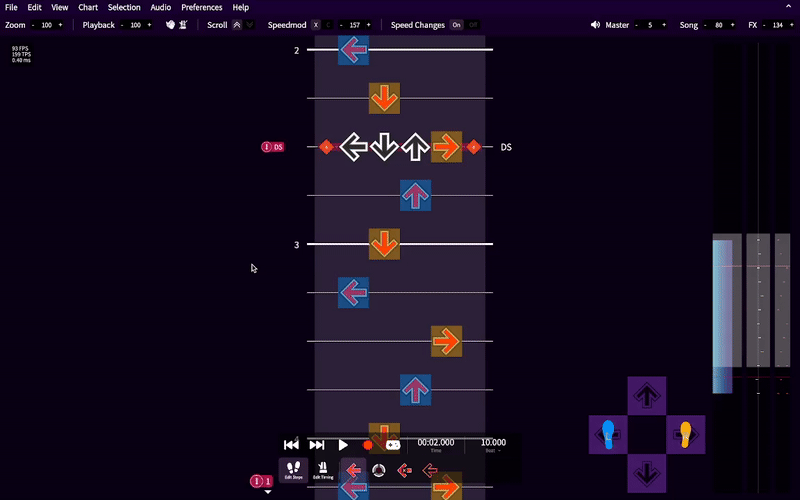 File Edit View Chart Selection Audio Preferences Help
Zoom - 100 + Playback - 100 + Scroll Speedmod X C - 157 + Speed Changes On Off Master - 5 + Song - 80 + FX - 134 +
93 FPS
199 TPS
0.40 ms
2
DS DS
3
4
00:02.000 10.000
Time Beat
Edit Steps Edit Timing
1
L